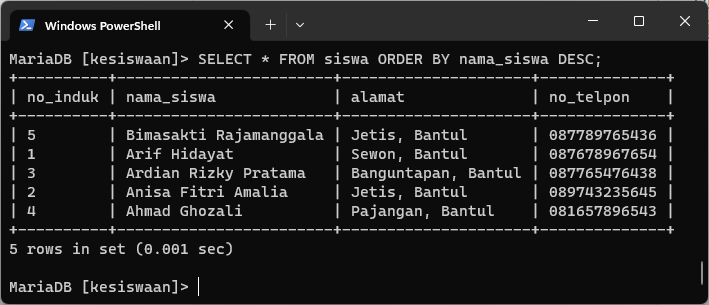 Windows PowerShell
MariaDB [kesiswaan]> SELECT * FROM siswa ORDER BY nama_siswa DESC;
+----------+------------------------+--------------------+--------------+
| no_induk | nama_siswa             | alamat             | no_telpon    |
+----------+------------------------+--------------------+--------------+
| 5        | Bimasakti Rajamanggala | Jetis, Bantul      | 087789765436 |
| 1        | Arif Hidayat           | Sewon, Bantul      | 087678967654 |
| 3        | Ardian Rizky Pratama   | Banguntapan, Bantul | 087765476438 |
| 2        | Anisa Fitri Amalia     | Jetis, Bantul      | 089743235645 |
| 4        | Ahmad Ghozali          | Pajangan, Bantul   | 081657896543 |
+----------+------------------------+--------------------+--------------+
5 rows in set (0.001 sec)
MariaDB [kesiswaan]>